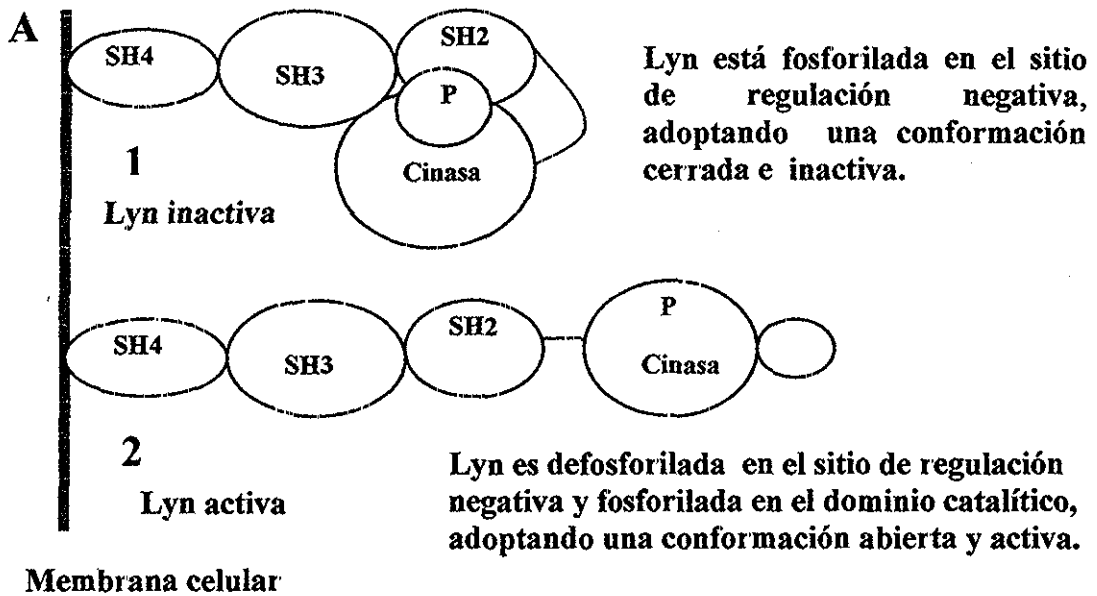 A
SH4
SH3
SH2
P
Cinasa
1
Lyn inactiva
Lyn está fosforilada en el sitio
de regulación negativa,
adoptando una conformación
cerrada e inactiva.
SH4
SH3
SH2
P
Cinasa
2
Lyn activa
Lyn es defosforilada en el sitio de regulación
negativa y fosforilada en el dominio catalítico,
adoptando una conformación abierta y activa.
Membrana celular